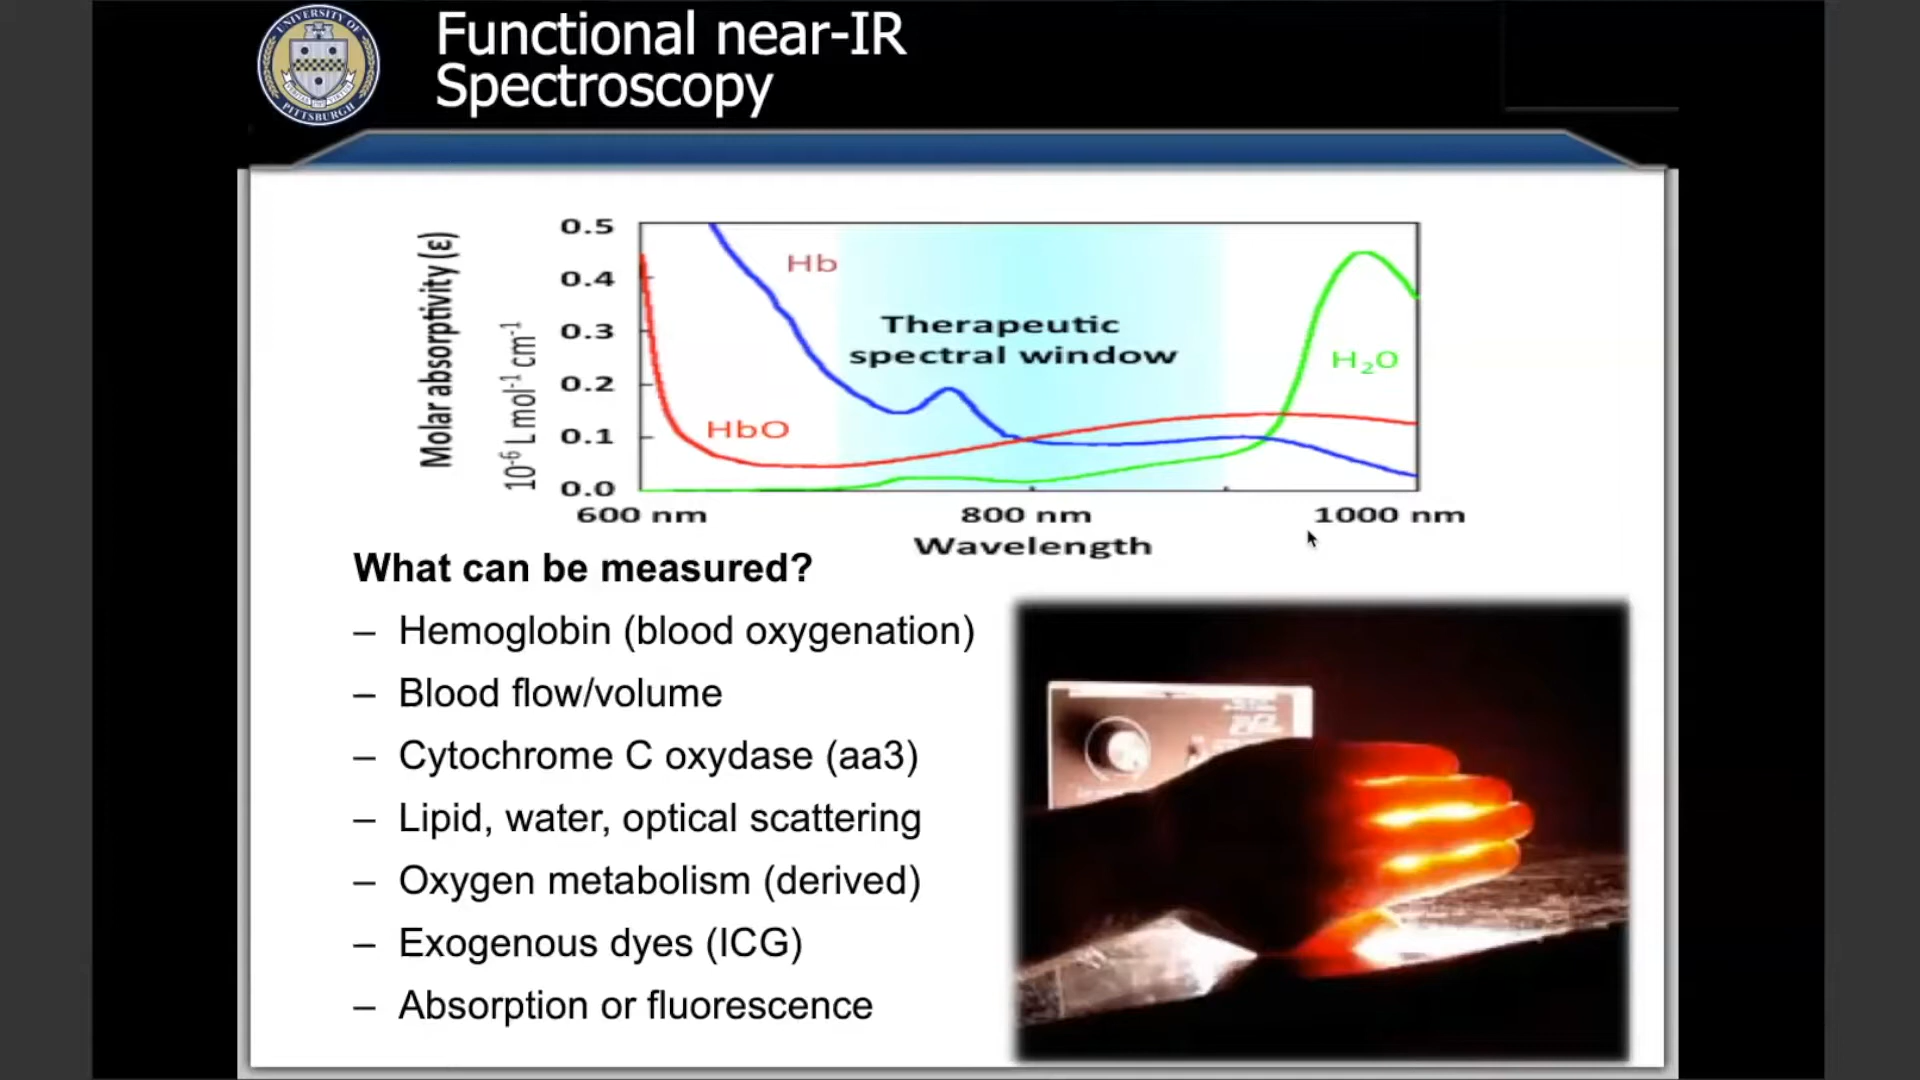 UNIVERSITY OF
PITTSBURGH
Functional near-IR
Spectroscopy
Molar absorptivity (ε)
10-6 L mol-1 cm-1
0.5
0.4
0.3
0.2
0.1
0.0
Hb
HbO
Therapeutic
spectral window
H2O
600 nm
800 nm
1000 nm
Wavelength
What can be measured?
– Hemoglobin (blood oxygenation)
– Blood flow/volume
– Cytochrome C oxydase (aa3)
– Lipid, water, optical scattering
– Oxygen metabolism (derived)
– Exogenous dyes (ICG)
– Absorption or fluorescence